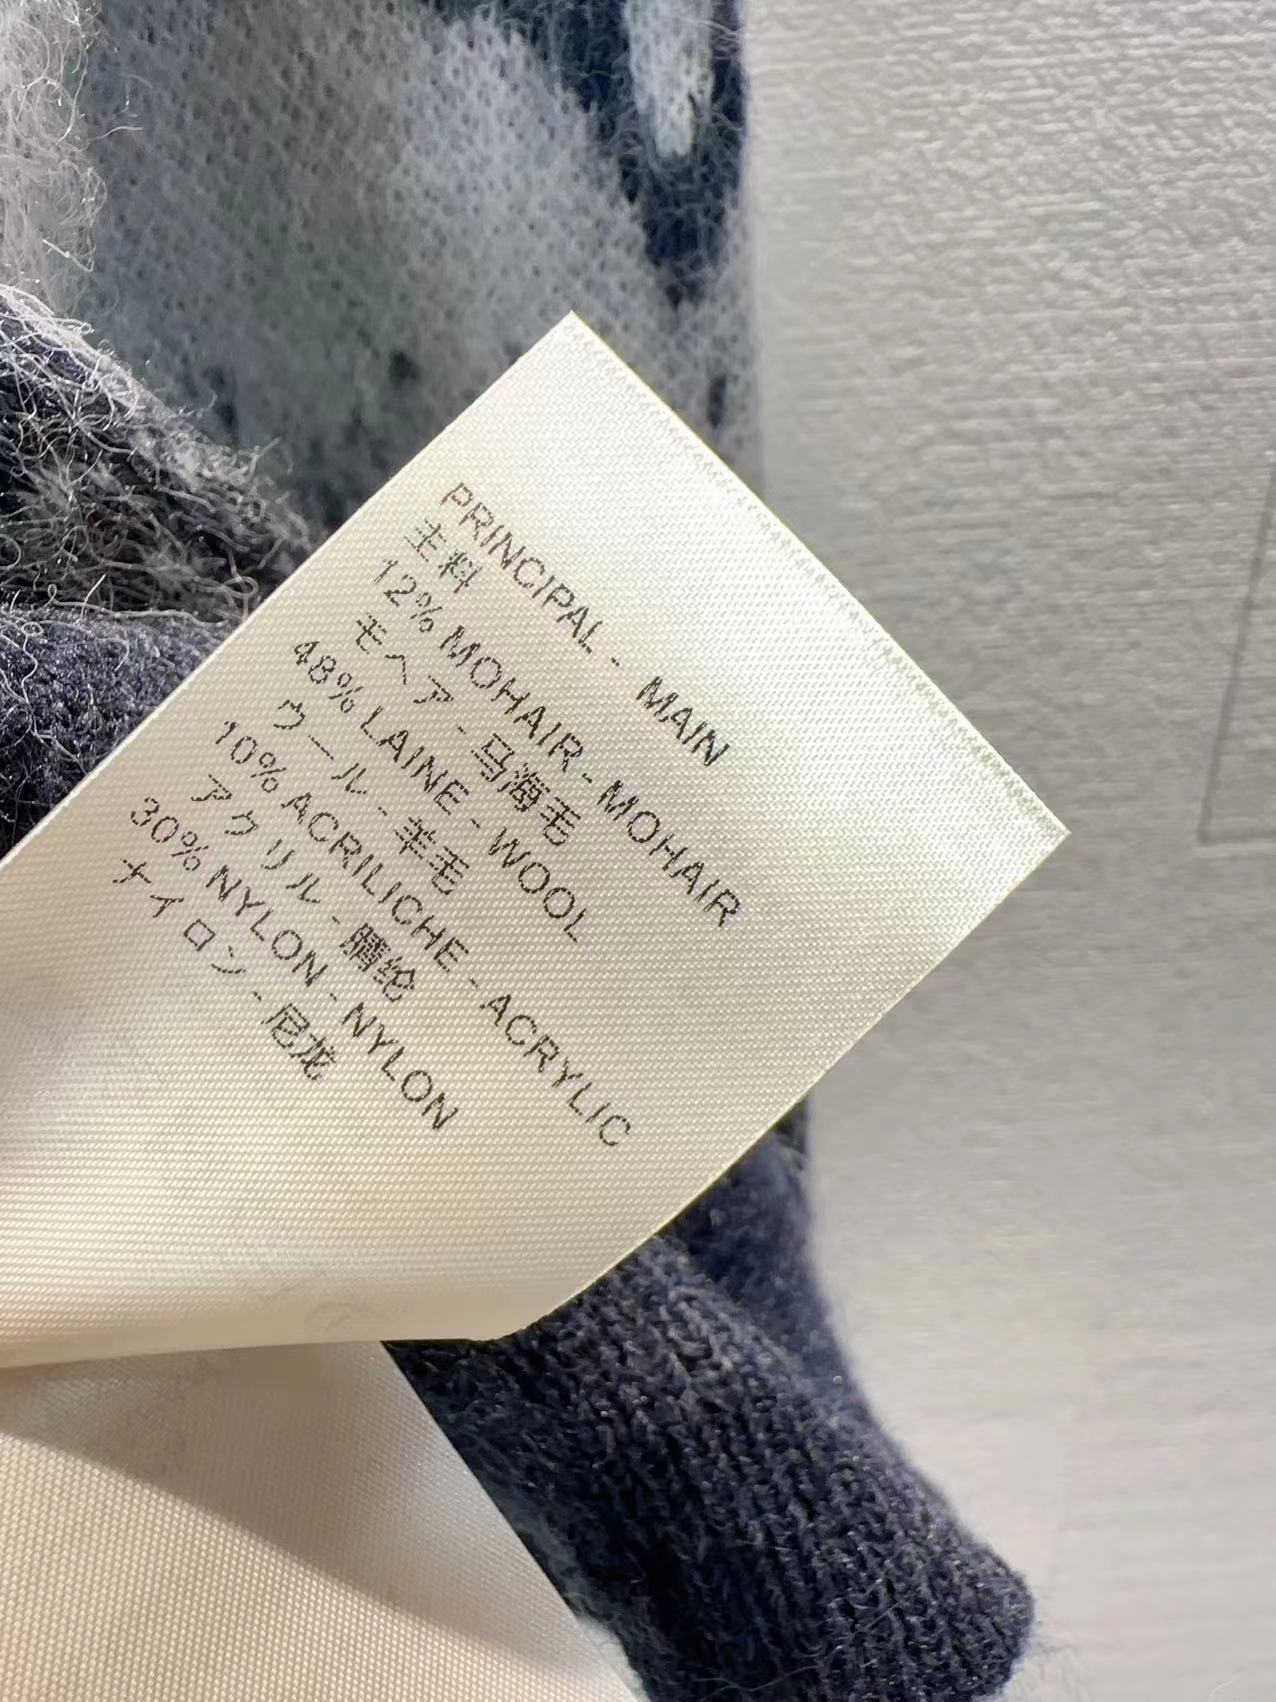 PRINCIPAL - MAIN
主料
12% MOHAIR - MOHAIR
モヘア - 马海毛
48% LAINE - WOOL
ウール - 羊毛
10% ACRILICHE - ACRYLIC
アクリル - 腈纶
30% NYLON - NYLON
ナイロン - 尼龙